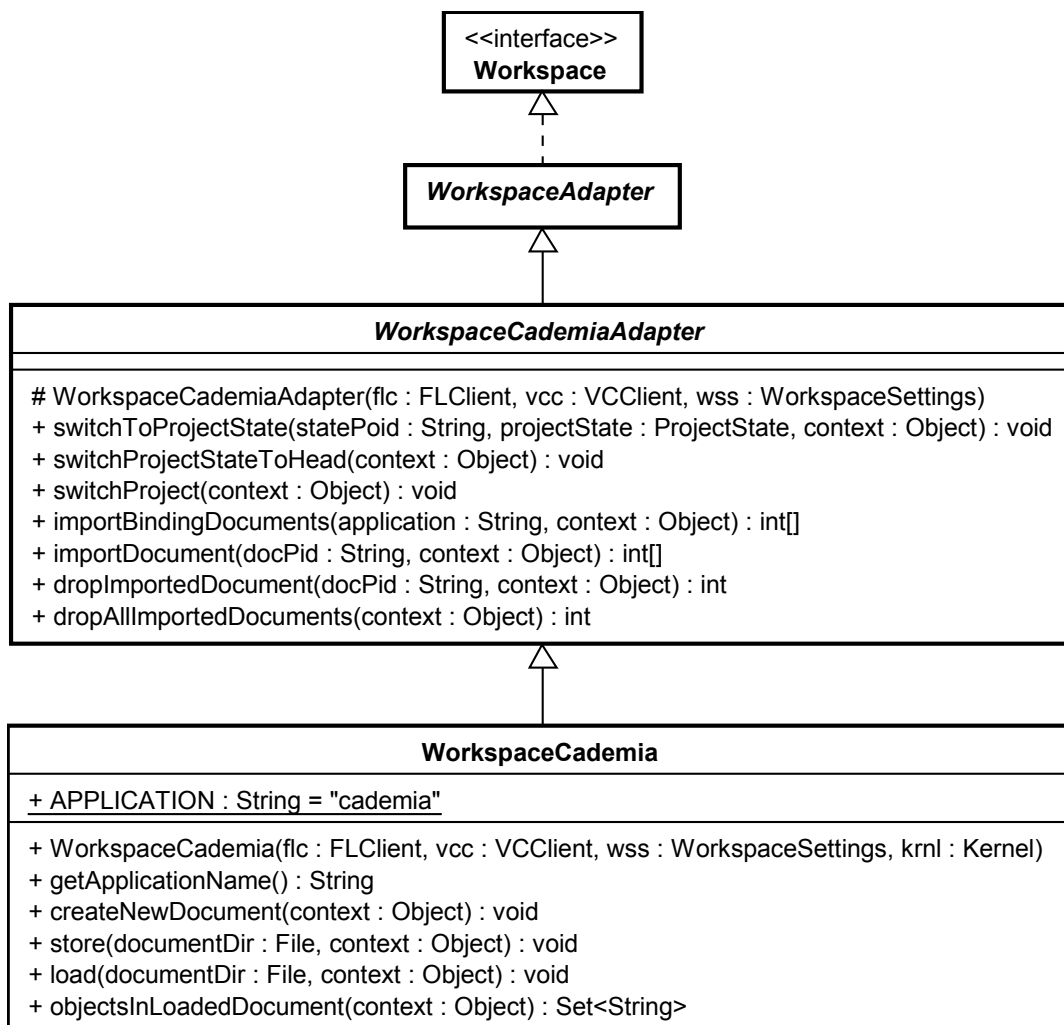 <<interface>>
Workspace
WorkspaceAdapter
WorkspaceCademiaAdapter
# WorkspaceCademiaAdapter(flc : FLClient, vcc : VCClient, wss : WorkspaceSettings)
+ switchToProjectState(statePoid : String, projectState : ProjectState, context : Object) : void
+ switchProjectStateToHead(context : Object) : void
+ switchProject(context : Object) : void
+ importBindingDocuments(application : String, context : Object) : int[]
+ importDocument(docPid : String, context : Object) : int[]
+ dropImportedDocument(docPid : String, context : Object) : int
+ dropAllImportedDocuments(context : Object) : int
WorkspaceCademia
+ APPLICATION : String = "cademia"
+ WorkspaceCademia(flc : FLClient, vcc : VCClient, wss : WorkspaceSettings, krnl : Kernel)
+ getApplicationName() : String
+ createNewDocument(context : Object) : void
+ store(documentDir : File, context : Object) : void
+ load(documentDir : File, context : Object) : void
+ objectsInLoadedDocument(context : Object) : Set<String>